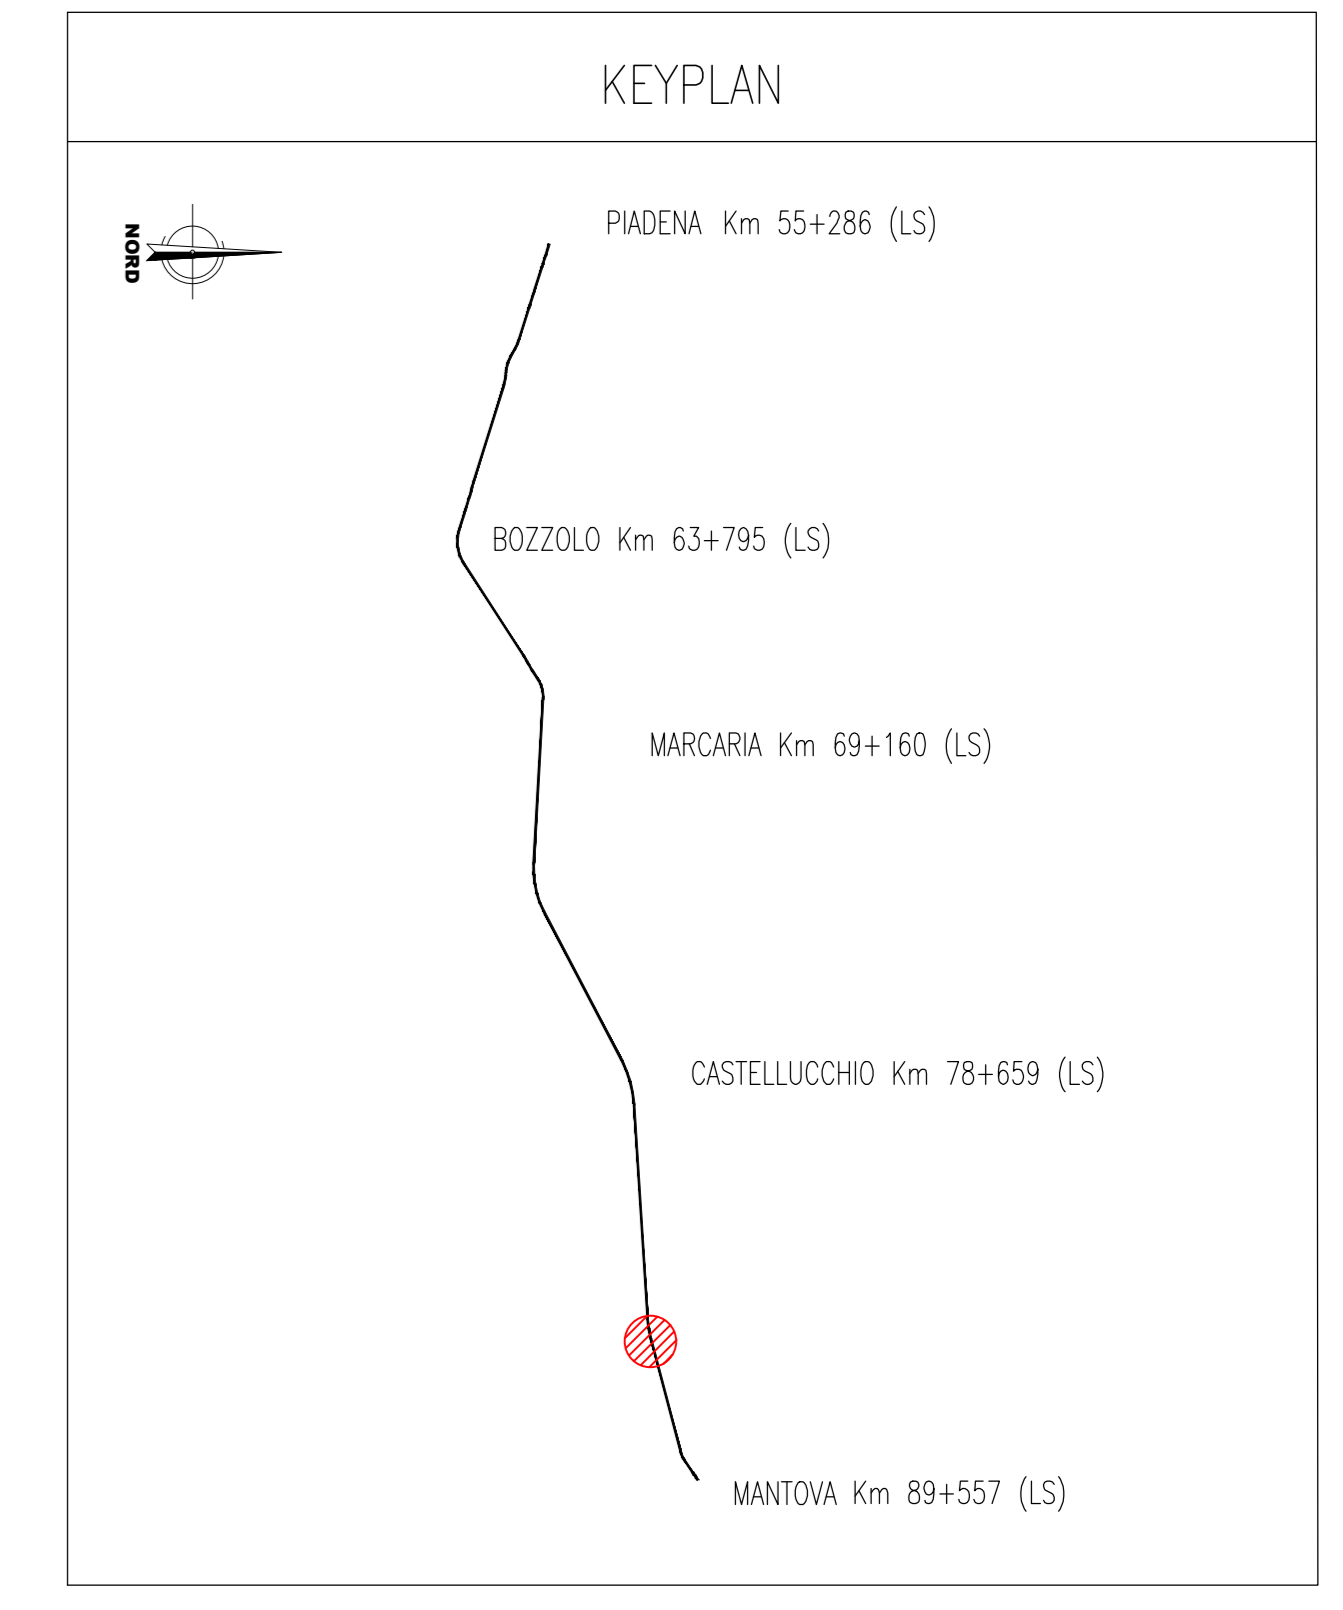 KEYPLAN
NORD
PIADENA Km 55+286 (LS)
BOZZOLO Km 63+795 (LS)
MARCARIA Km 69+160 (LS)
CASTELLUCCHIO Km 78+659 (LS)
MANTOVA Km 89+557 (LS)